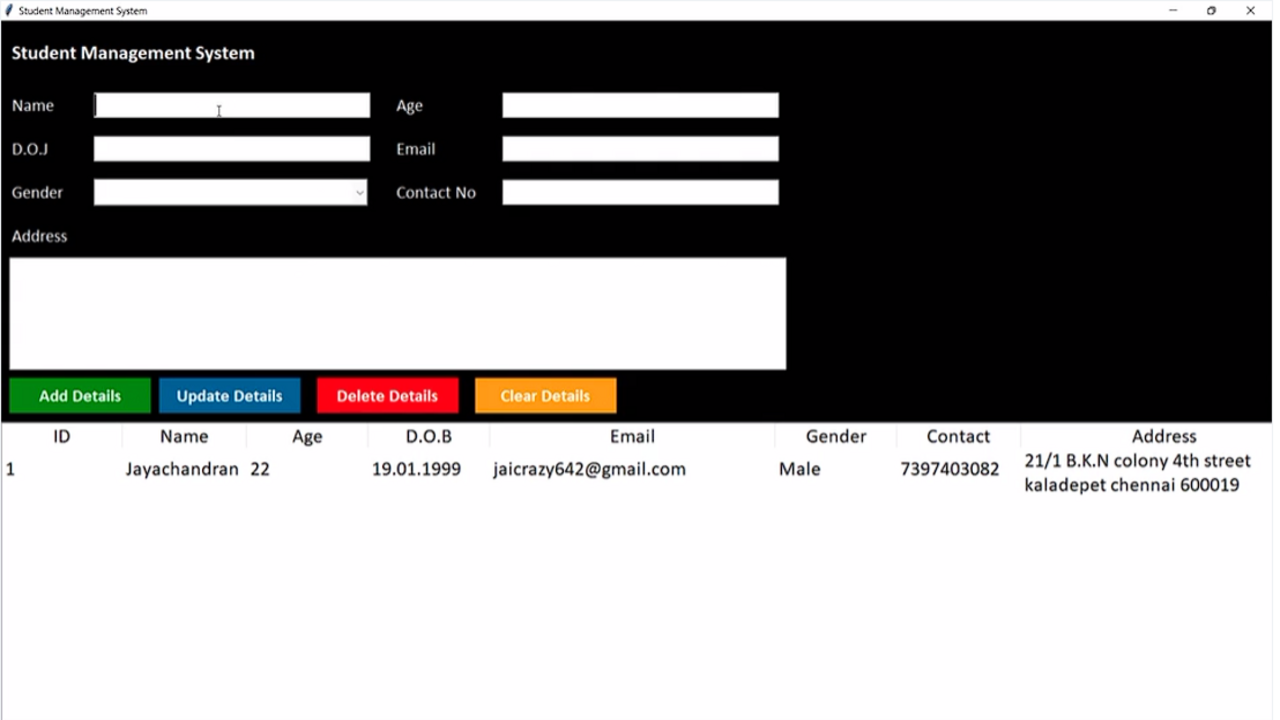 Student Management System
Student Management System
Name Age
D.O.J Email
Gender Contact No
Address
Add Details Update Details Delete Details Clear Details
ID Name Age D.O.B Email Gender Contact Address
1 Jayachandran 22 19.01.1999 jaicrazy642@gmail.com Male 7397403082 21/1 B.K.N colony 4th street
kaladepet chennai 600019